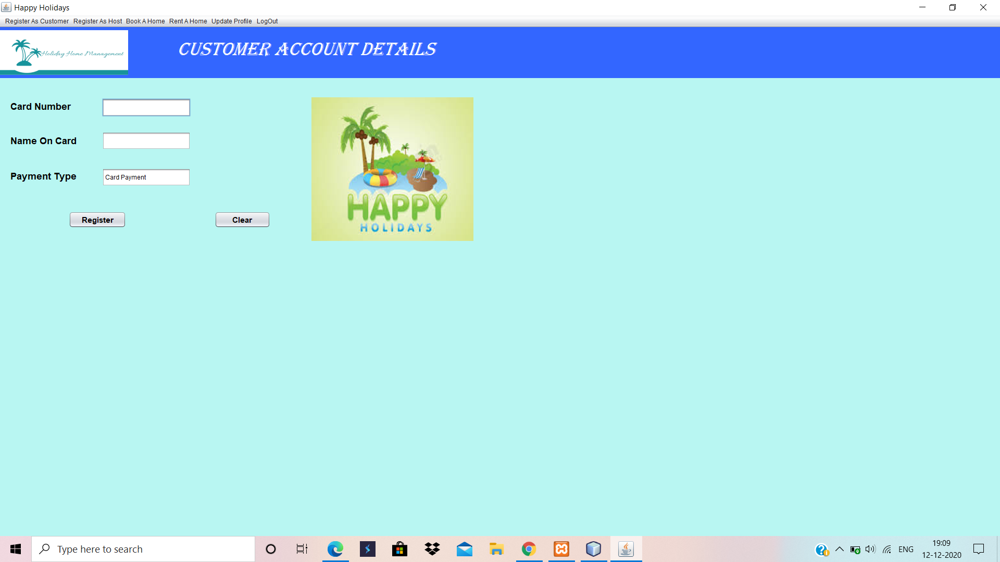 Happy Holidays
Register As Customer Register As Host Book A Home Rent A Home Update Profile LogOut
Holiday Home Management
CUSTOMER ACCOUNT DETAILS
Card Number
Name On Card
Payment Type
Card Payment
Register
Clear
HAPPY
HOLIDAYS
Type here to search
ENG
19:09
12-12-2020